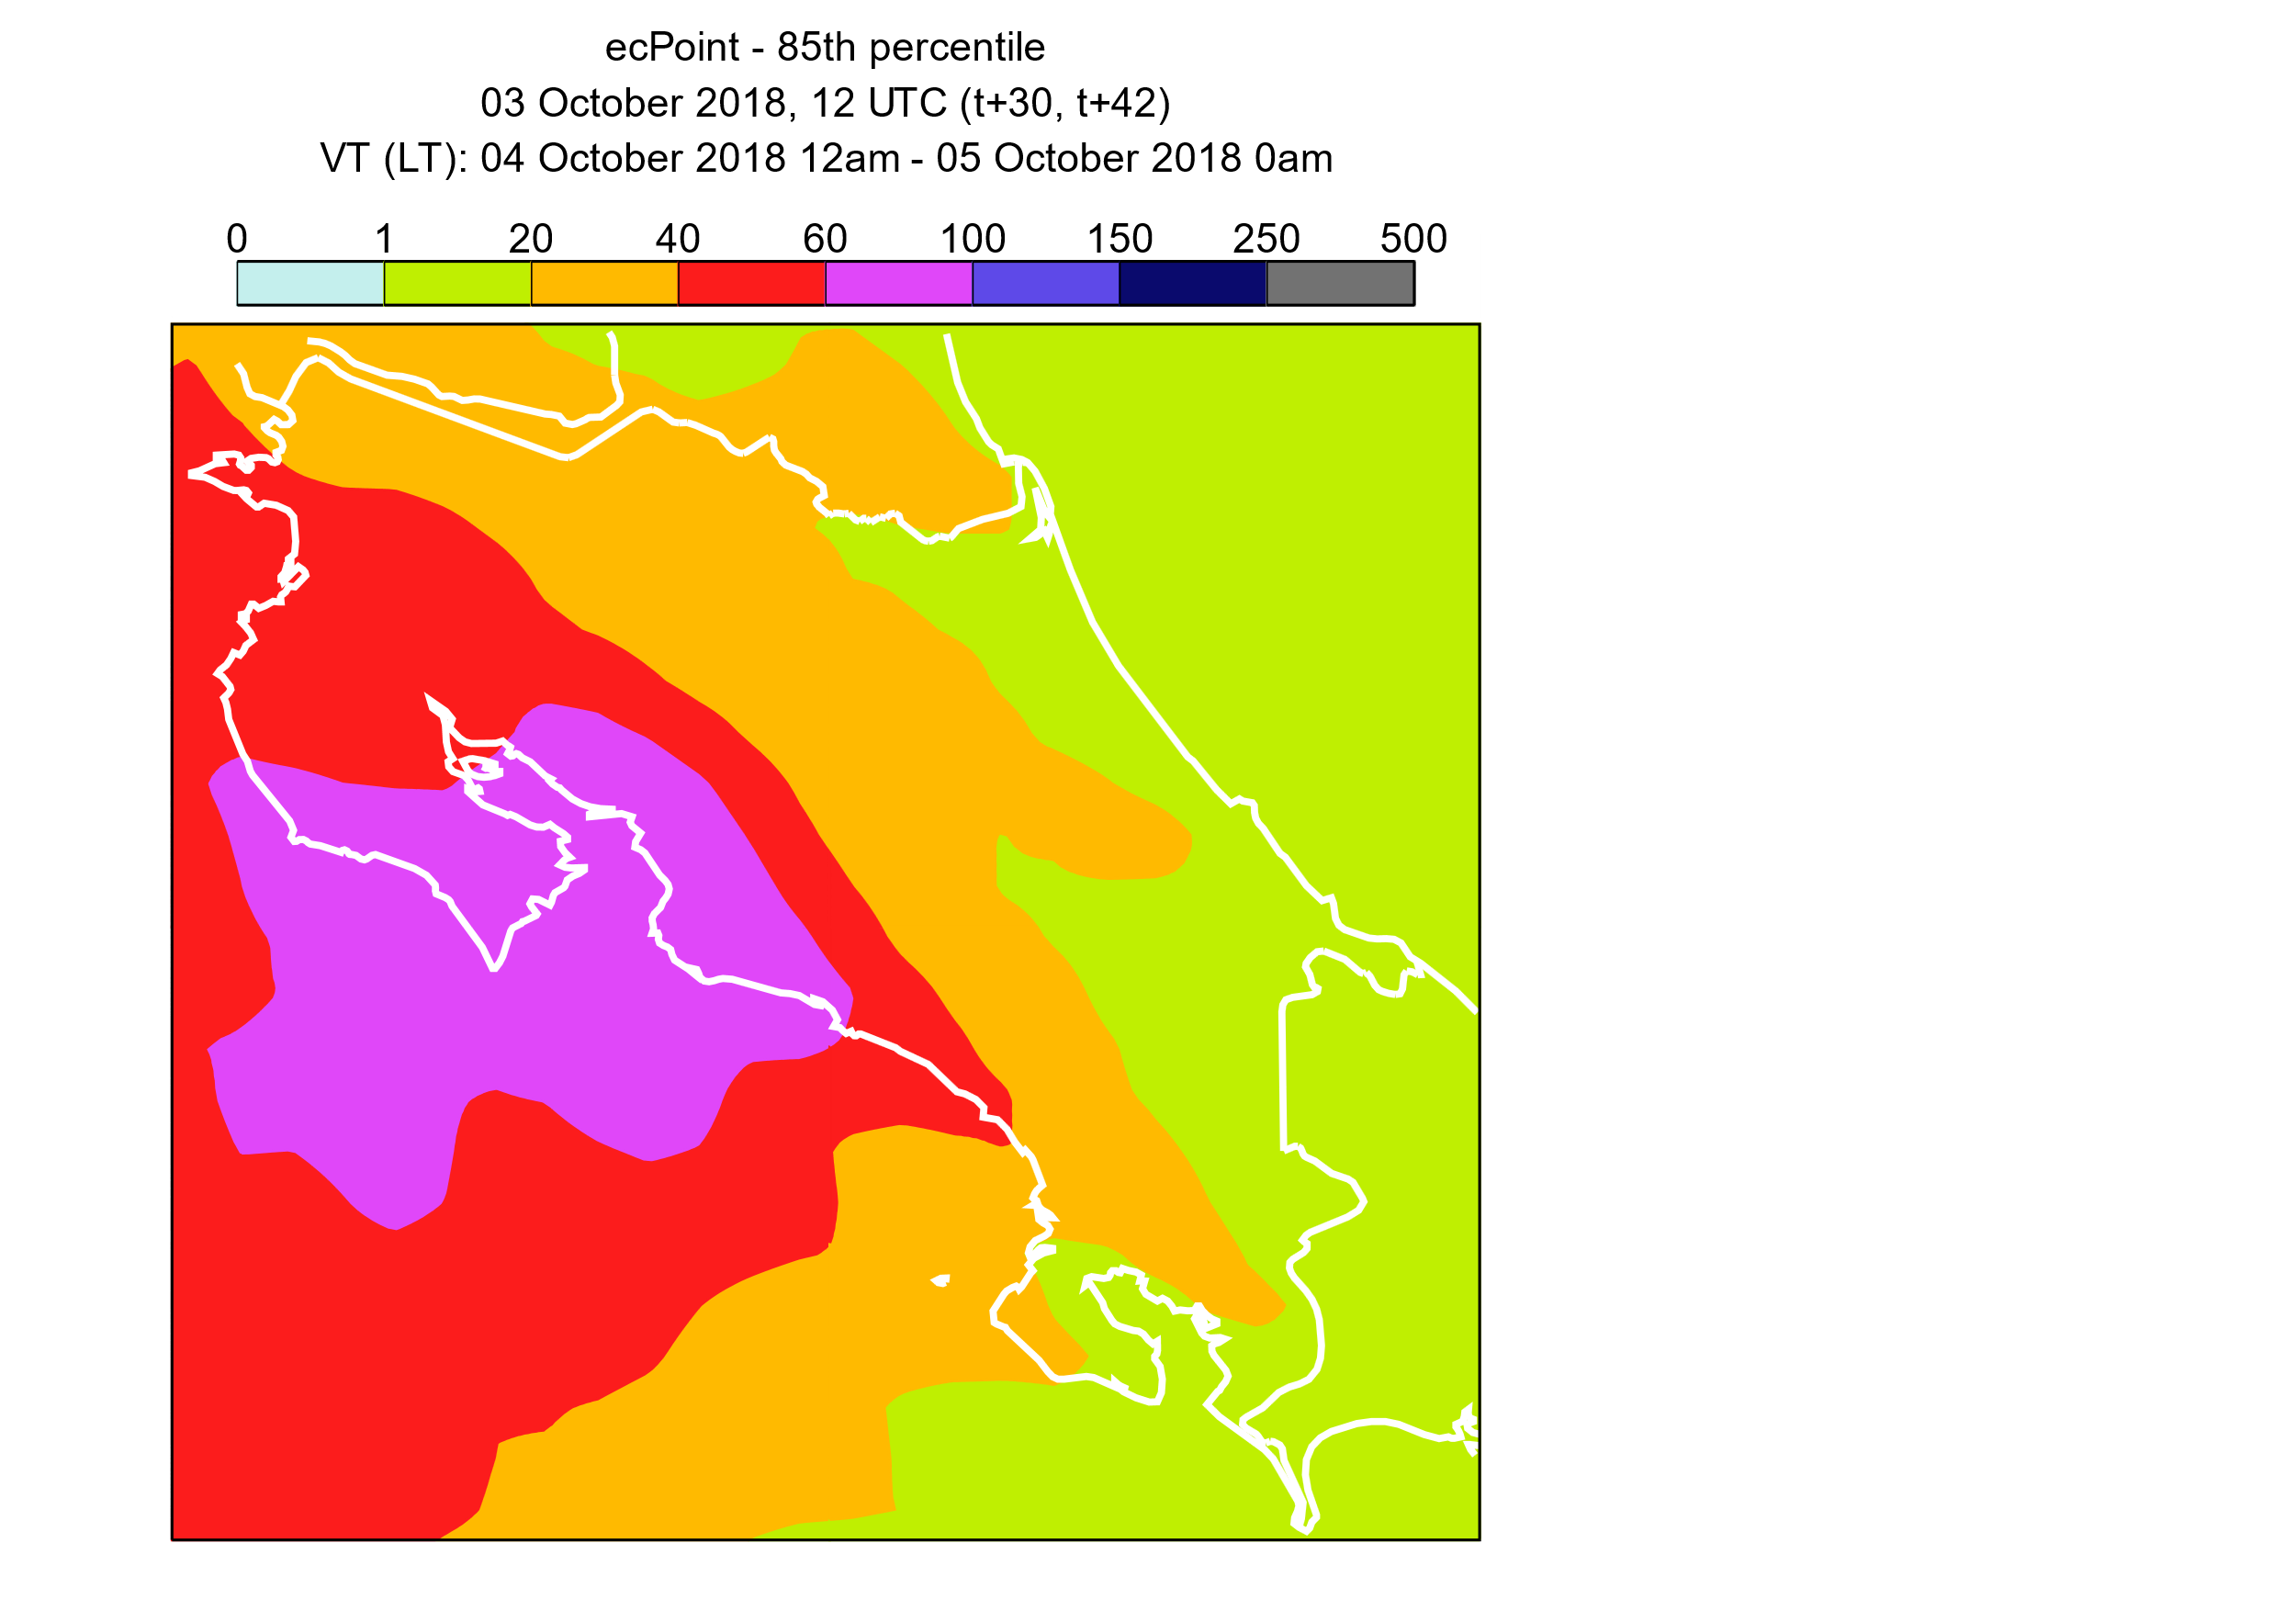 ecPoint - 85th percentile
03 October 2018, 12 UTC (t+30, t+42)
VT (LT): 04 October 2018 12am - 05 October 2018 0am
0 1 20 40 60 100 150 250 500